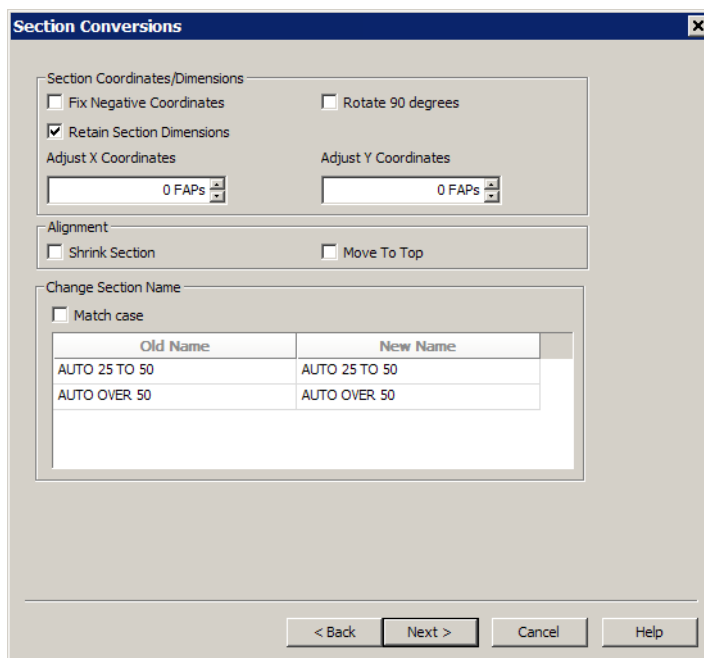 Section Conversions
Section Coordinates/Dimensions
Fix Negative Coordinates Rotate 90 degrees
Retain Section Dimensions
Adjust X Coordinates Adjust Y Coordinates
0 FAPs 0 FAPs
Alignment
Shrink Section Move To Top
Change Section Name
Match case
Old Name New Name
AUTO 25 TO 50 AUTO 25 TO 50
AUTO OVER 50 AUTO OVER 50
< Back Next > Cancel Help